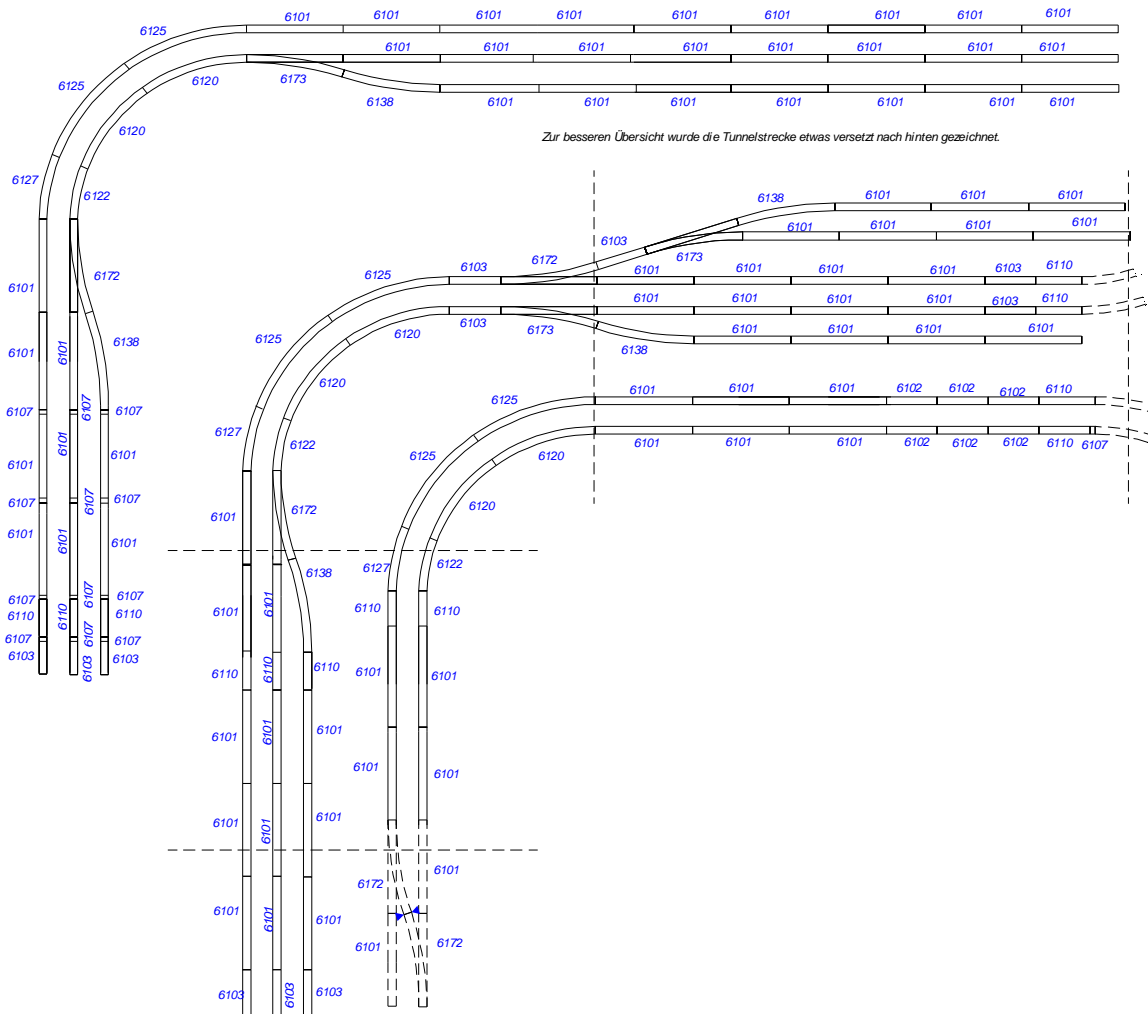 6101 6101 6101 6101 6101 6101 6101 6101 6101
6125
6101 6101 6101 6101 6101 6101 6101 6101
6120 6173
6125
6138 6101 6101 6101 6101 6101 6101 6101
6120
Zur besseren Übersicht wurde die Tunnelstrecke etwas versetzt nach hinten gezeichnet.
6127 6122
6138 6101 6101 6101
6101 6101 6101 6101
6103 6173
6172
6172
6125 6103 6101 6101 6101 6101 6103 6110
6101
6101 6101 6101 6101 6103 6110
6120 6103 6173
6125
6138
6138 6101 6101 6101 6101
6101 6101
6120
6125 6101 6101 6101 6102 6102 6102 6110
6107 6107 6107
6127 6122
6120 6101 6101 6101 6102 6102 6102 6110 6107
6101 6101 6101
6107 6107 6107
6101 6172
6120
6101 6101 6101
6127 6122
6138
6107 6107 6107
6101 6101
6110 6110 6110
6110 6110
6107 6107 6107
6103 6103 6103
6110 6110 6110
6101 6101
6101 6101 6101
6101 6101
6101 6101 6101
6172 6101
6101 6101 6101
6101 6172
6103 6103 6103